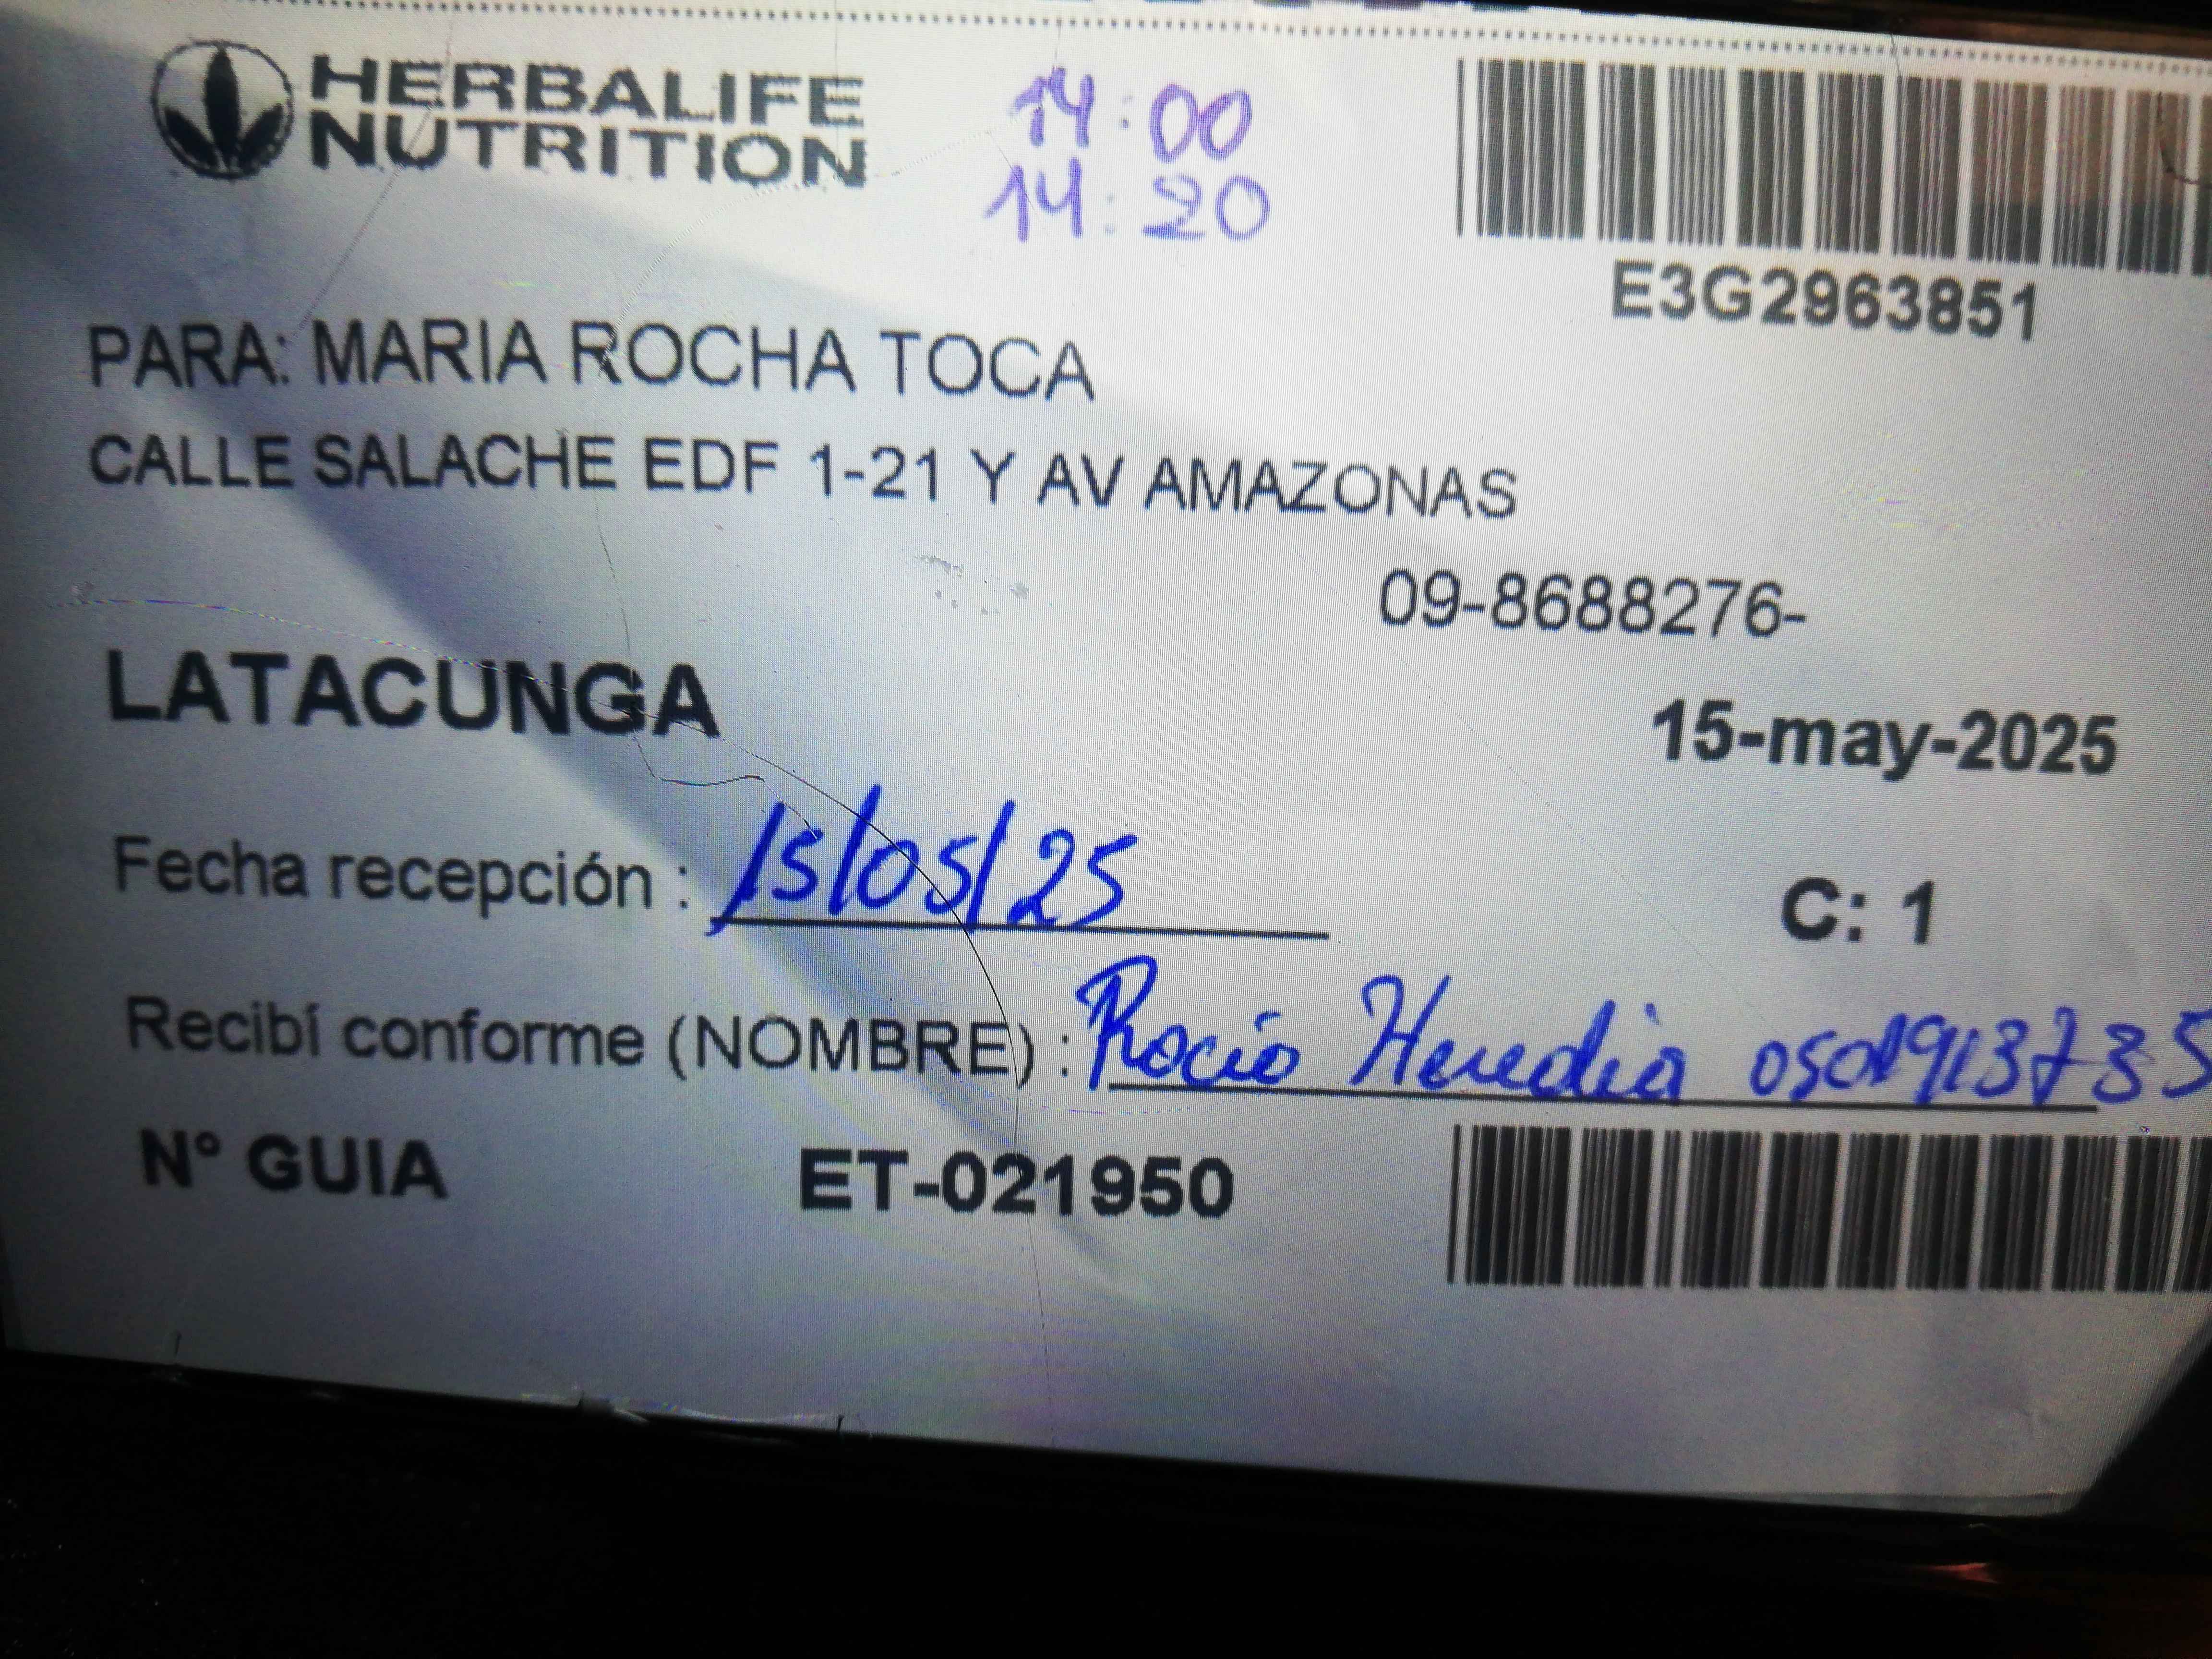 HERBALIFE
NUTRITION
14:00
14:20
E3G2963851
PARA: MARIA ROCHA TOCA
CALLE SALACHE EDF 1-21 Y AV AMAZONAS
09-8688276-
LATACUNGA
15-may-2025
Fecha recepción : 15/05/25
C: 1
Recibí conforme (NOMBRE) : Rocio Heredia
N° GUIA ET-021950